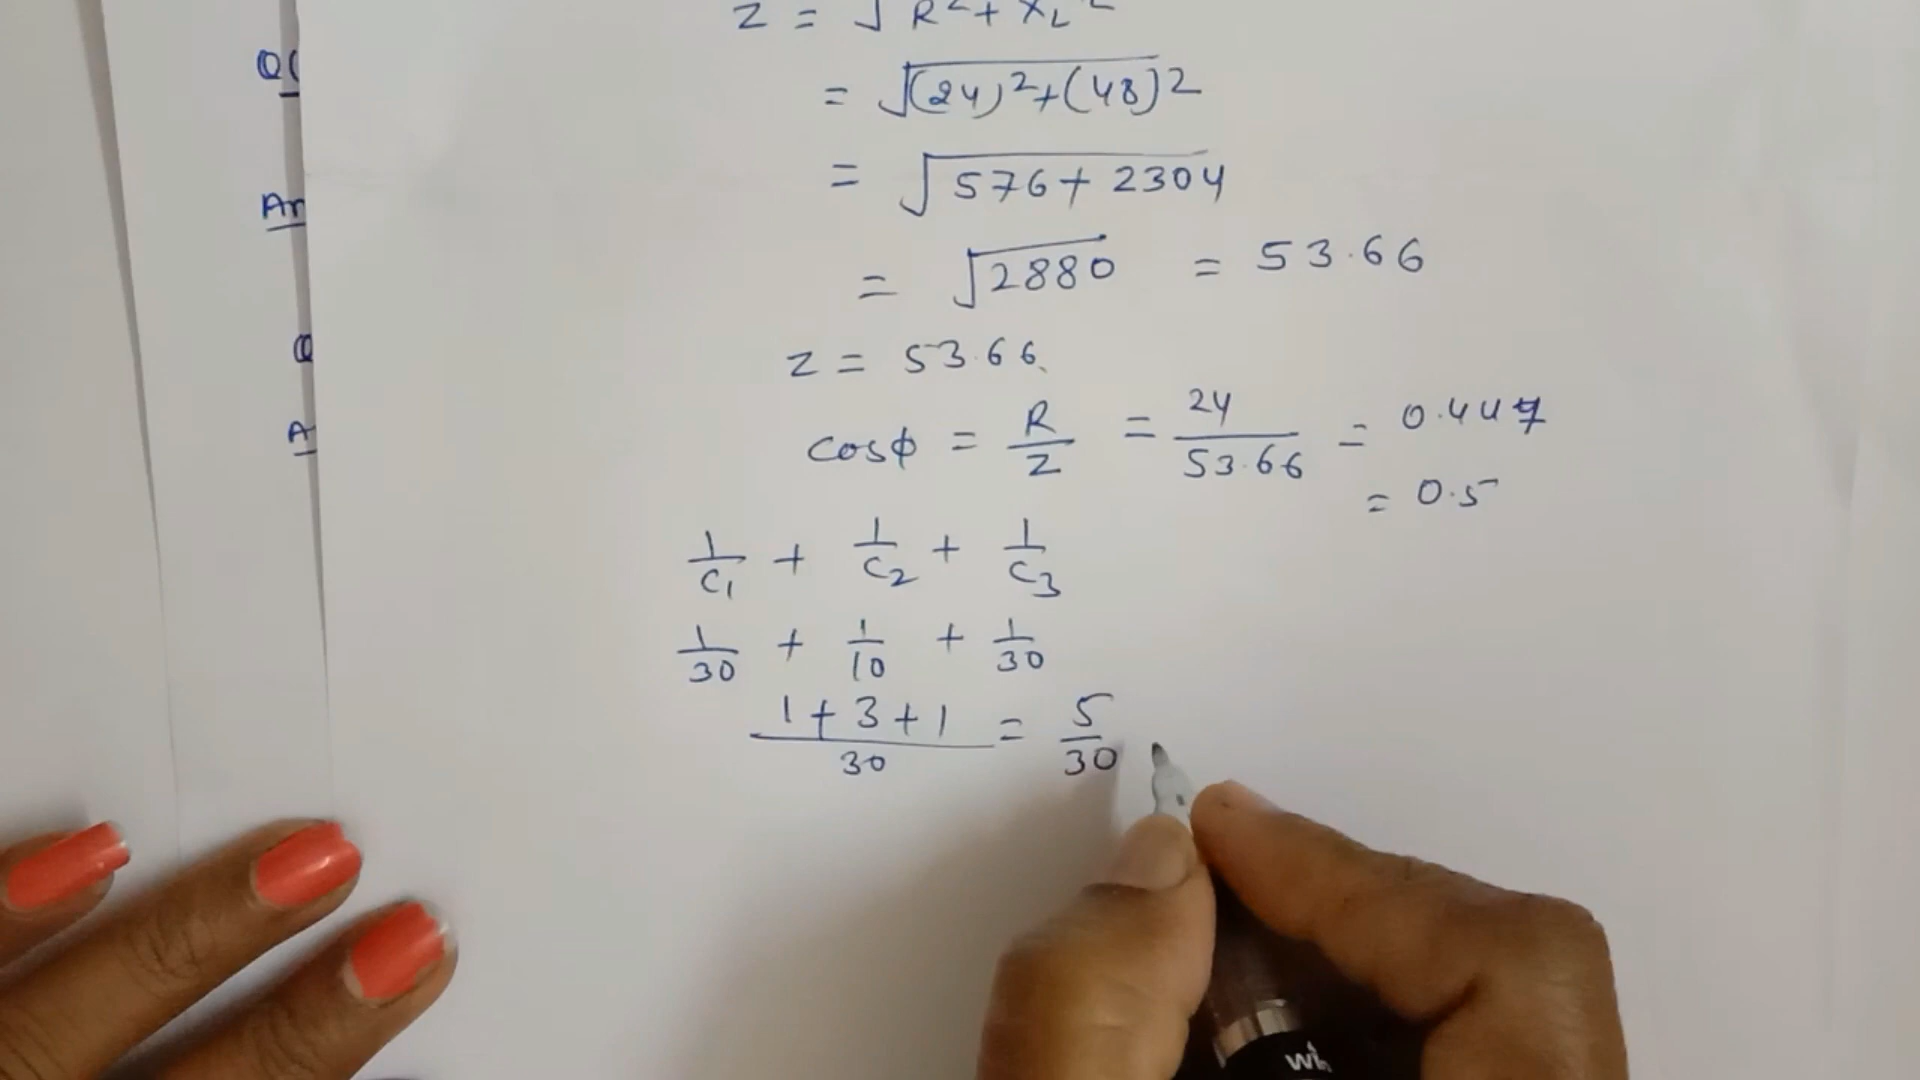 Q(
Ar
Q
A
Z = √R²+XL²
= √(24)²+(48)2
= √576+2304
= √2880 = 53.66
Z = 53.66
cosφ = R/Z = 24/53.66 = 0.447
= 0.5
1/C1 + 1/C2 + 1/C3
1/30 + 1/10 + 1/30
1+3+1/30 = 5/30